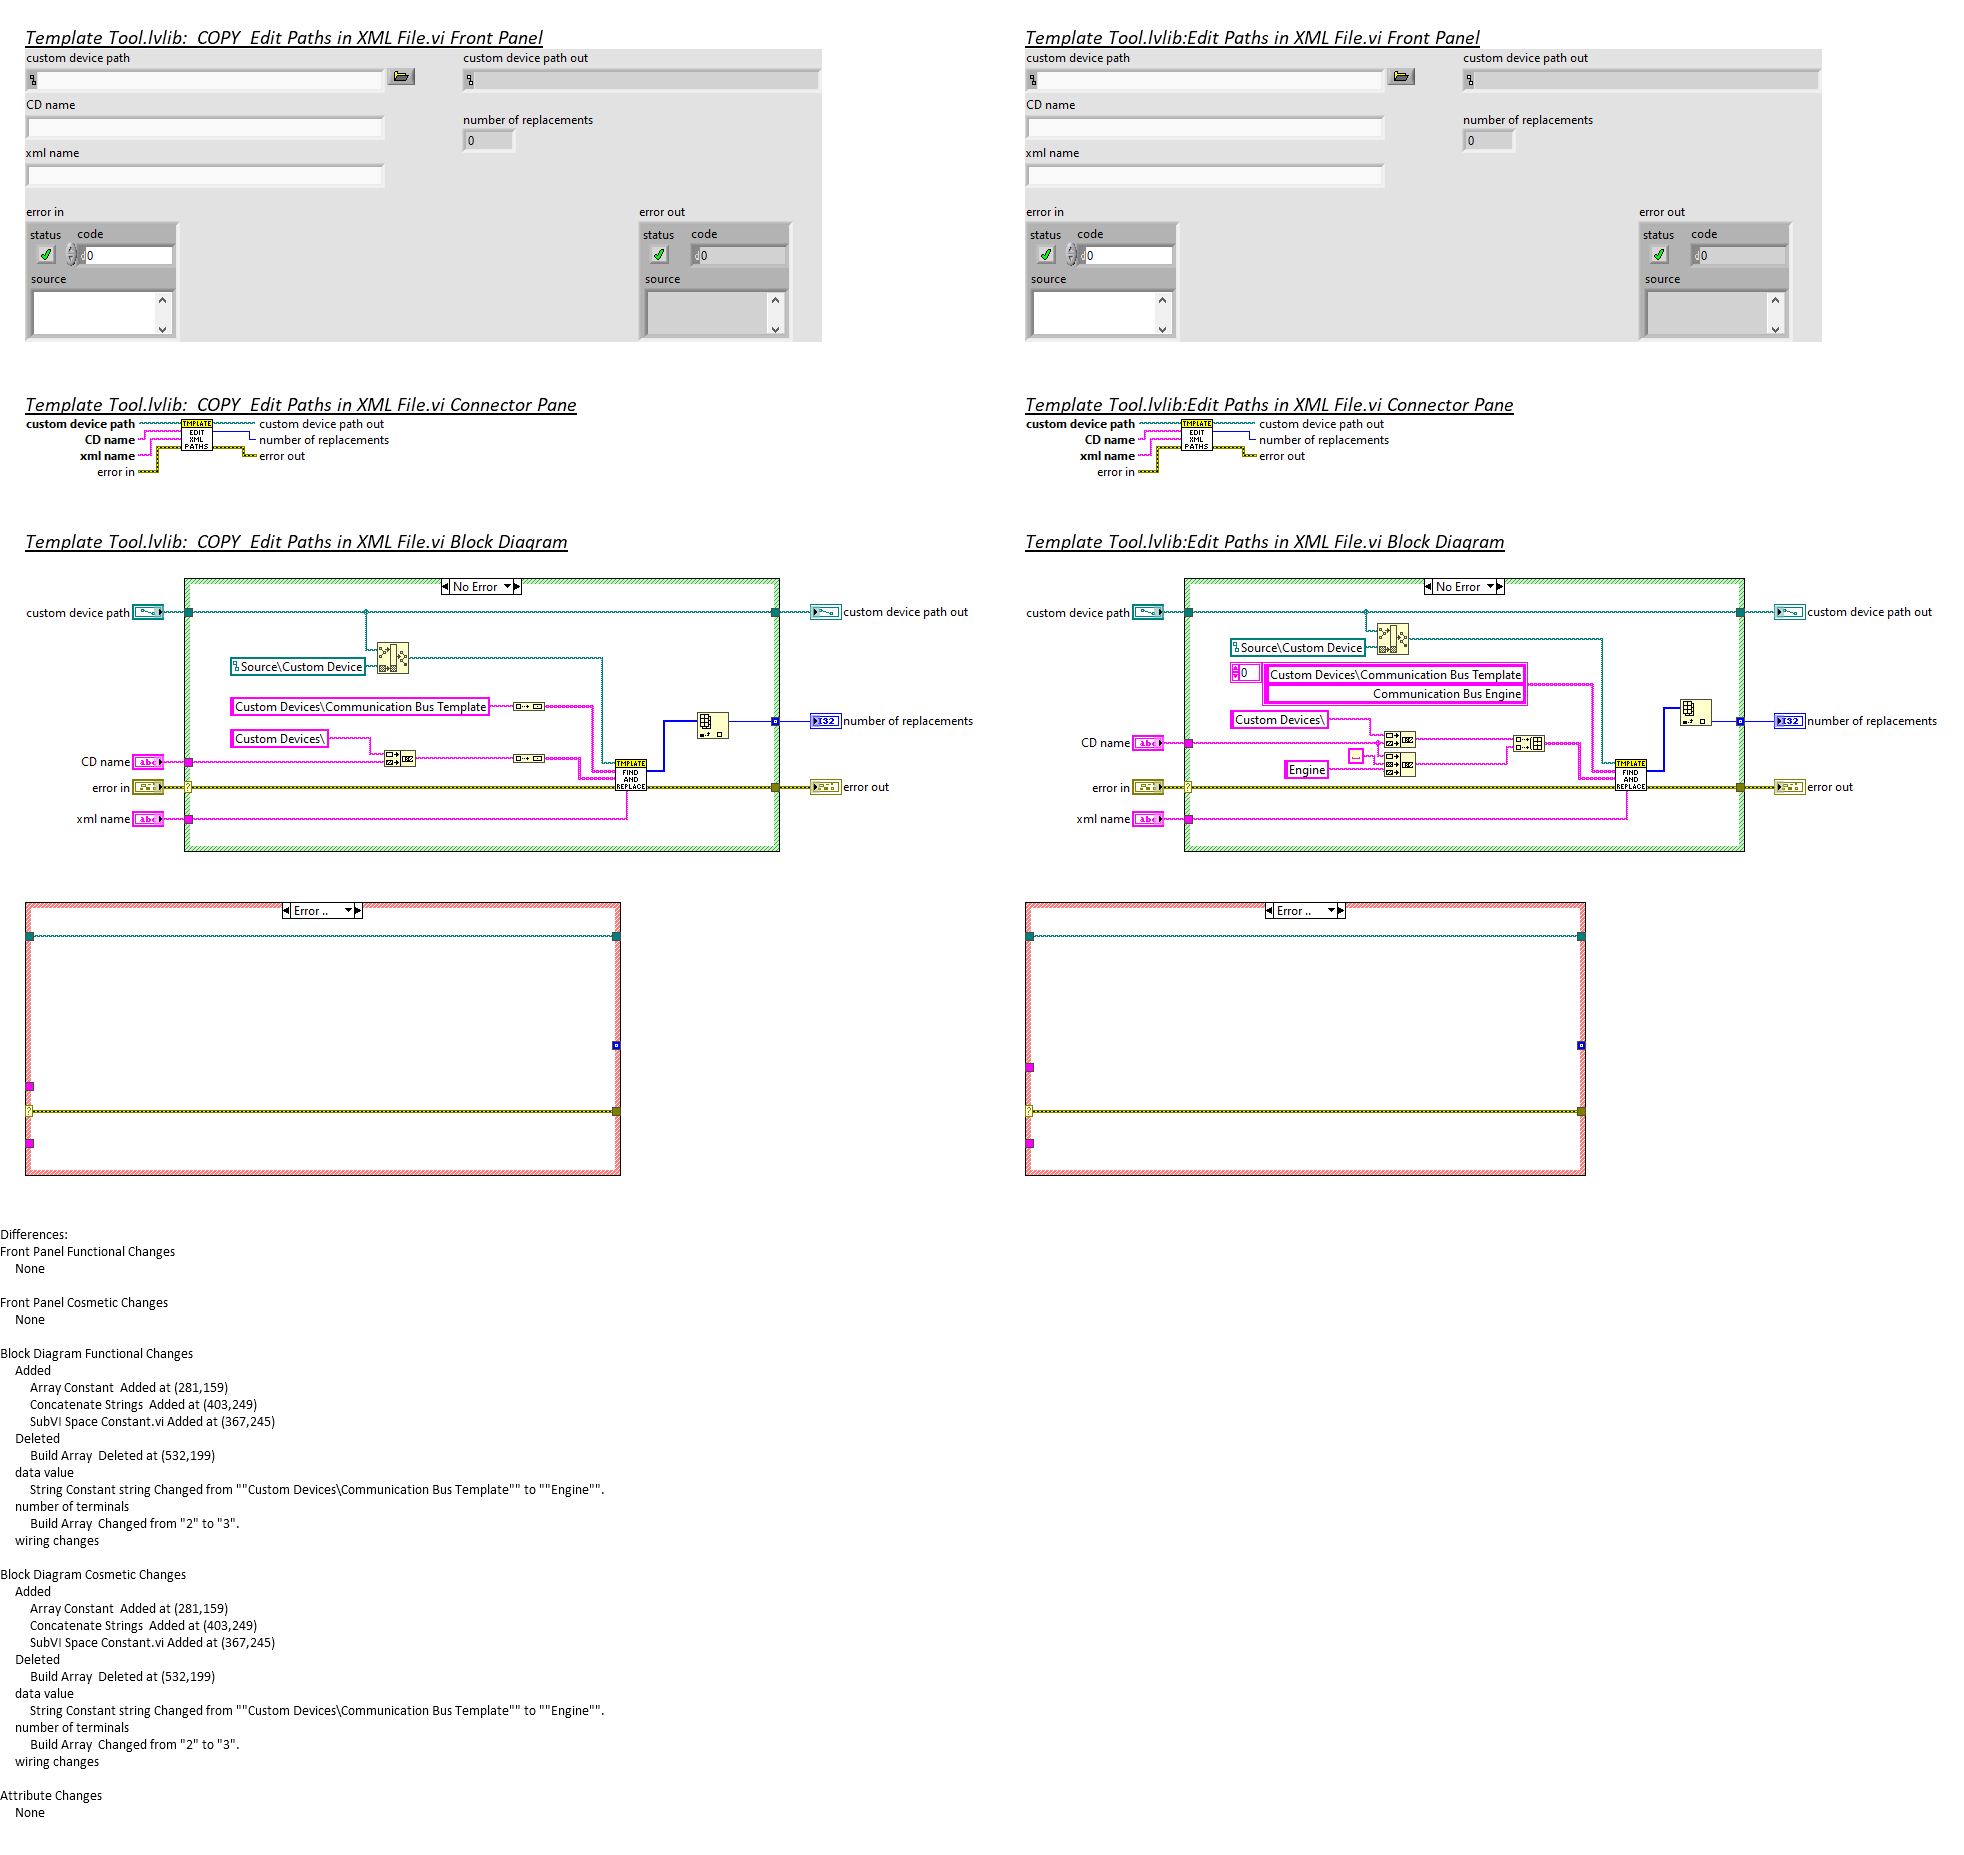 Template Tool.lvlib:  COPY  Edit Paths in XML File.vi Front Panel
custom device path
custom device path out
CD name
number of replacements
0
xml name
error in
status
code
0
source
error out
status
code
0
source
Template Tool.lvlib:  COPY  Edit Paths in XML File.vi Connector Pane
custom device path
CD name
xml name
error in
TMPLATE
EDIT
XML
PATHS
custom device path out
number of replacements
error out
Template Tool.lvlib:  COPY  Edit Paths in XML File.vi Block Diagram
No Error
custom device path
custom device path out
Source\Custom Device
Custom Devices\Communication Bus Template
I32
number of replacements
Custom Devices\
CD name
abc
TMPLATE
FIND
AND
REPLACE
error in
error out
xml name
abc
Error ..
Template Tool.lvlib:Edit Paths in XML File.vi Front Panel
custom device path
custom device path out
CD name
number of replacements
0
xml name
error in
status
code
0
source
error out
status
code
0
source
Template Tool.lvlib:Edit Paths in XML File.vi Connector Pane
custom device path
CD name
xml name
error in
TMPLATE
EDIT
XML
PATHS
custom device path out
number of replacements
error out
Template Tool.lvlib:Edit Paths in XML File.vi Block Diagram
No Error
custom device path
custom device path out
Source\Custom Device
0
Custom Devices\Communication Bus Template
Communication Bus Engine
Custom Devices\
I32
number of replacements
CD name
abc
Engine
TMPLATE
FIND
AND
REPLACE
error in
error out
xml name
abc
Error ..
Differences:
Front Panel Functional Changes
None
Front Panel Cosmetic Changes
None
Block Diagram Functional Changes
Added
Array Constant  Added at (281,159)
Concatenate Strings  Added at (403,249)
SubVI Space Constant.vi Added at (367,245)
Deleted
Build Array  Deleted at (532,199)
data value
String Constant string Changed from ""Custom Devices\Communication Bus Template"" to ""Engine"".
number of terminals
Build Array  Changed from "2" to "3".
wiring changes
Block Diagram Cosmetic Changes
Added
Array Constant  Added at (281,159)
Concatenate Strings  Added at (403,249)
SubVI Space Constant.vi Added at (367,245)
Deleted
Build Array  Deleted at (532,199)
data value
String Constant string Changed from ""Custom Devices\Communication Bus Template"" to ""Engine"".
number of terminals
Build Array  Changed from "2" to "3".
wiring changes
Attribute Changes
None